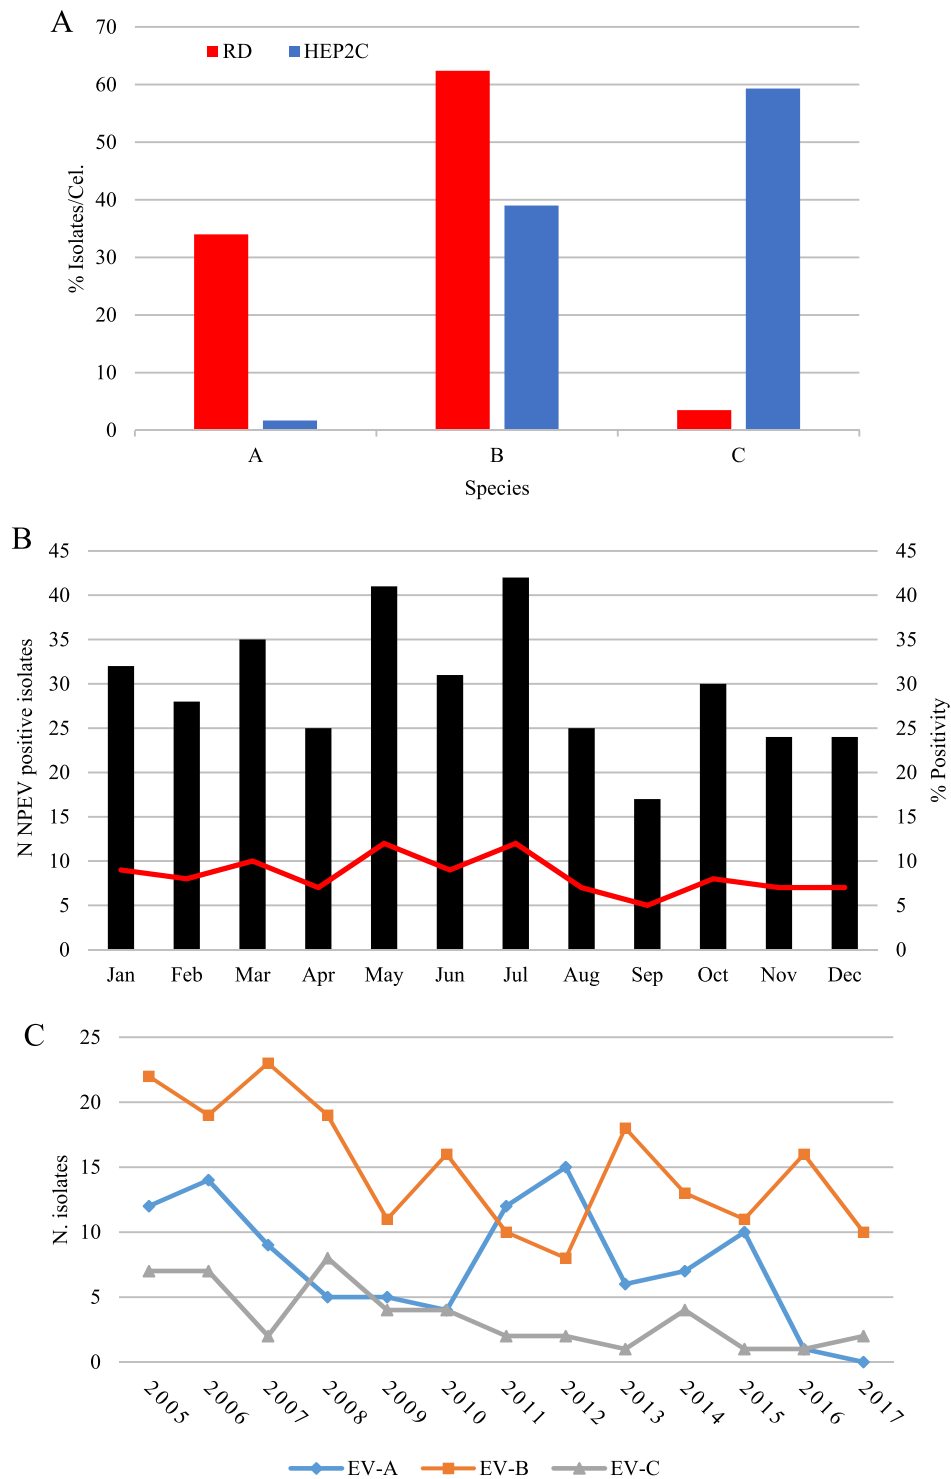 A
70
60
50
40
30
20
10
0
% Isolates/Cel.
RD HEP2C
A B C
Species
B
45 45
40 40
35 35
30 30
25 25
20 20
15 15
10 10
5 5
0 0
N NPEV positive isolates
% Positivity
Jan Feb Mar Apr May Jun Jul Aug Sep Oct Nov Dec
C
25
20
15
10
5
0
N. isolates
2005 2006 2007 2008 2009 2010 2011 2012 2013 2014 2015 2016 2017
EV-A EV-B EV-C